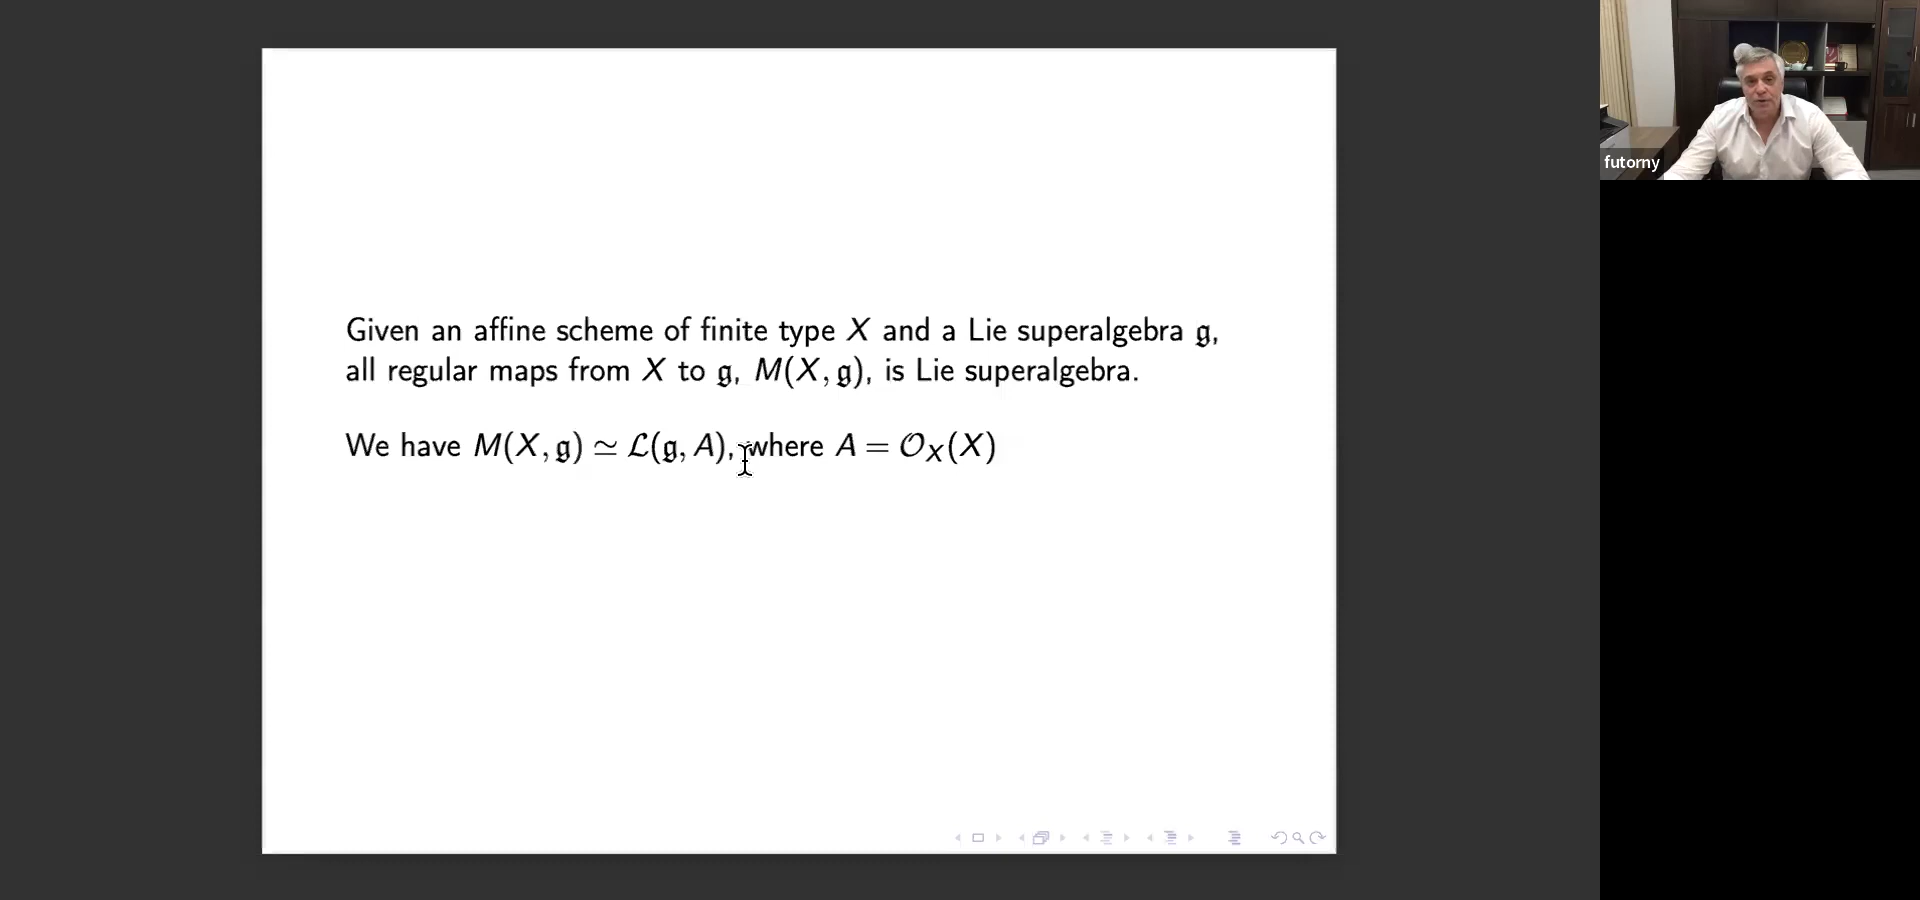 Given an affine scheme of finite type X and a Lie superalgebra 𝔤,
all regular maps from X to 𝔤, M(X, 𝔤), is Lie superalgebra.
We have M(X, 𝔤) ≃ ℒ(𝔤, A), where A = 𝒪_X(X)
futorny